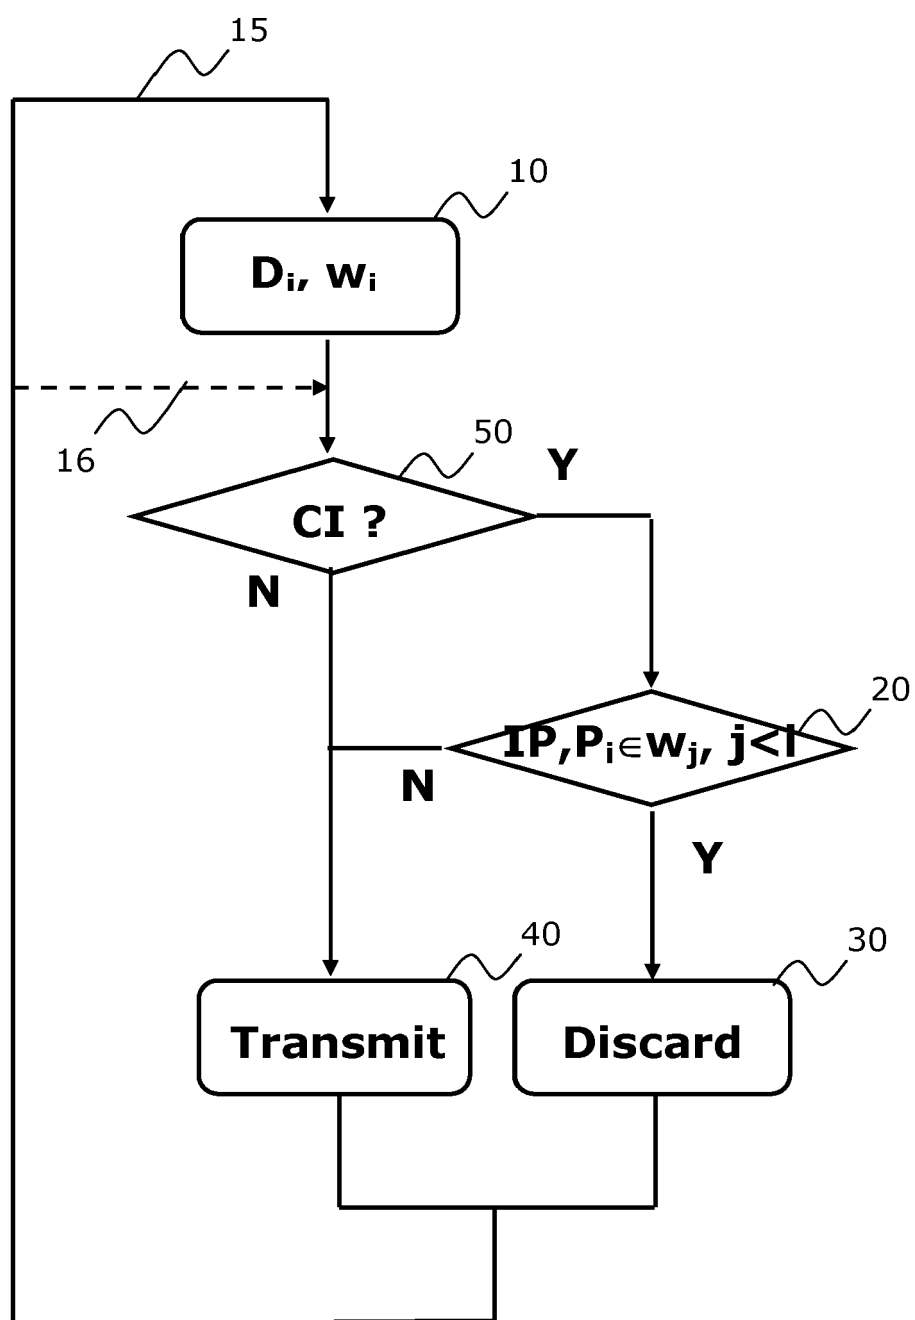 15
10
Dᵢ, wᵢ
16
50
Y
CI ?
N
20
IP,Pᵢ∈wⱼ, j<l
N
Y
40
30
Transmit
Discard